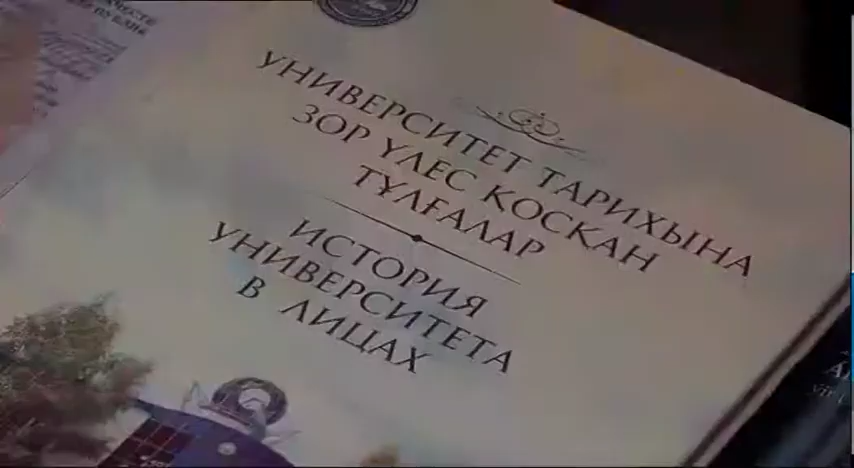 УНИВЕРСИТЕТ ТАРИХЫНА
ЗОР ҮЛЕС ҚОСҚАН
ТҰЛҒАЛАР
ИСТОРИЯ
УНИВЕРСИТЕТА
В ЛИЦАХ